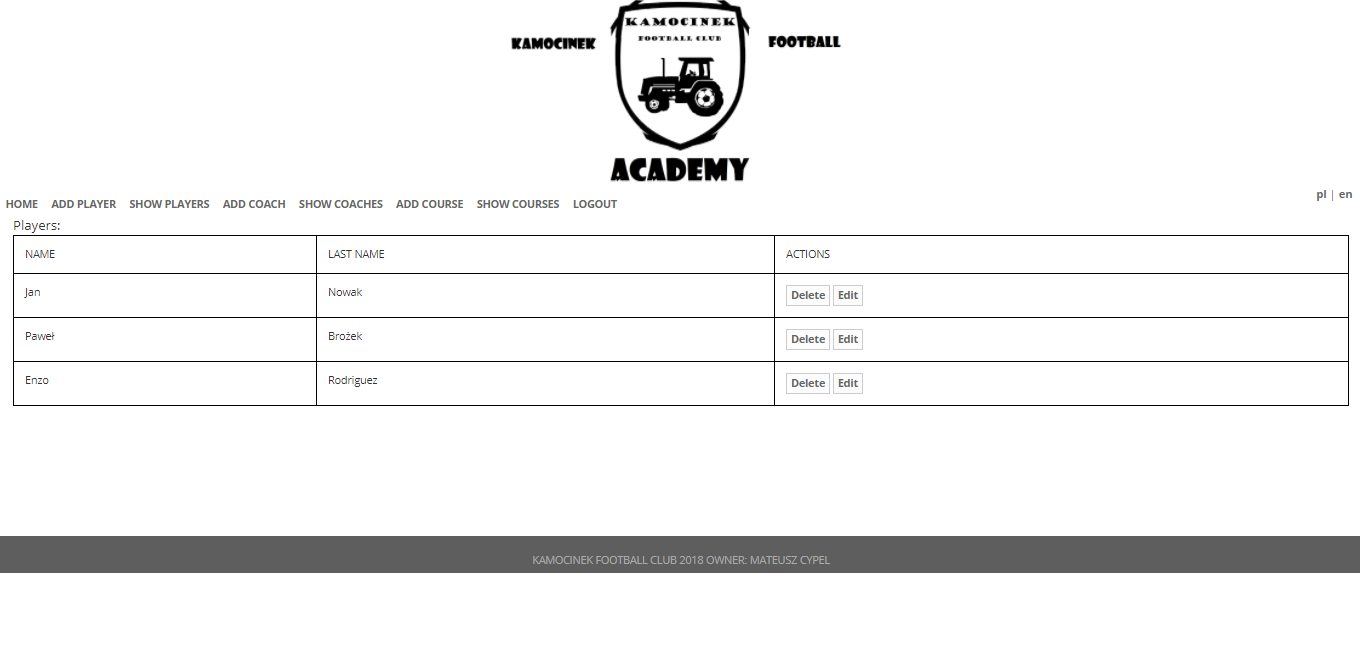 KAMOCINEK
FOOTBALL CLUB
KAMOCINEK FOOTBALL
ACADEMY
pl | en
HOME ADD PLAYER SHOW PLAYERS ADD COACH SHOW COACHES ADD COURSE SHOW COURSES LOGOUT
Players:
NAME LAST NAME ACTIONS
Jan Nowak Delete Edit
Paweł Brożek Delete Edit
Enzo Rodriguez Delete Edit
KAMOCINEK FOOTBALL CLUB 2018 OWNER: MATEUSZ CYPEL